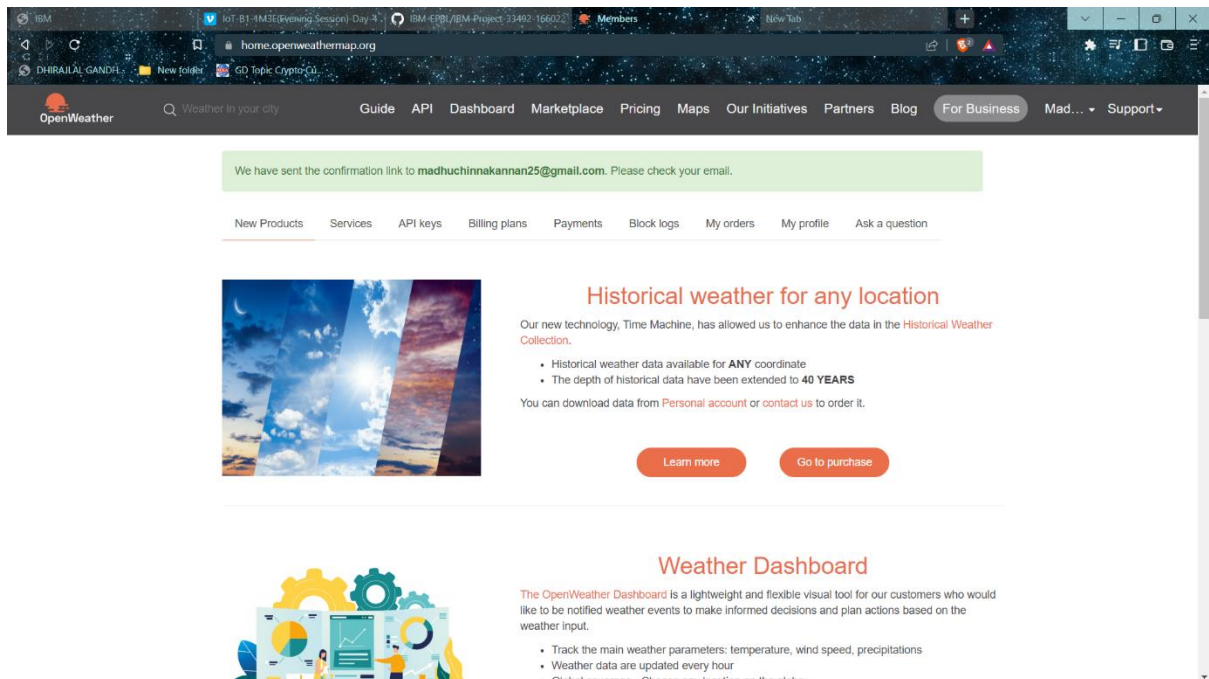 IBM
IoT-B1-1M3E(Evening Session)-Day-4
IBM-EPBL/IBM-Project-33492-166022
Members
New Tab
home.openweathermap.org
DHIRAJLAL GANDH...
New folder
GD Topic Crypto Cu...
OpenWeather
Weather in your city
Guide API Dashboard Marketplace Pricing Maps Our Initiatives Partners Blog For Business Mad... Support
We have sent the confirmation link to madhuchinnakannan25@gmail.com. Please check your email.
New Products Services API keys Billing plans Payments Block logs My orders My profile Ask a question
Historical weather for any location
Our new technology, Time Machine, has allowed us to enhance the data in the Historical Weather
Collection.
• Historical weather data available for ANY coordinate
• The depth of historical data have been extended to 40 YEARS
You can download data from Personal account or contact us to order it.
Learn more
Go to purchase
Weather Dashboard
The OpenWeather Dashboard is a lightweight and flexible visual tool for our customers who would
like to be notified weather events to make informed decisions and plan actions based on the
weather input.
• Track the main weather parameters: temperature, wind speed, precipitations
• Weather data are updated every hour